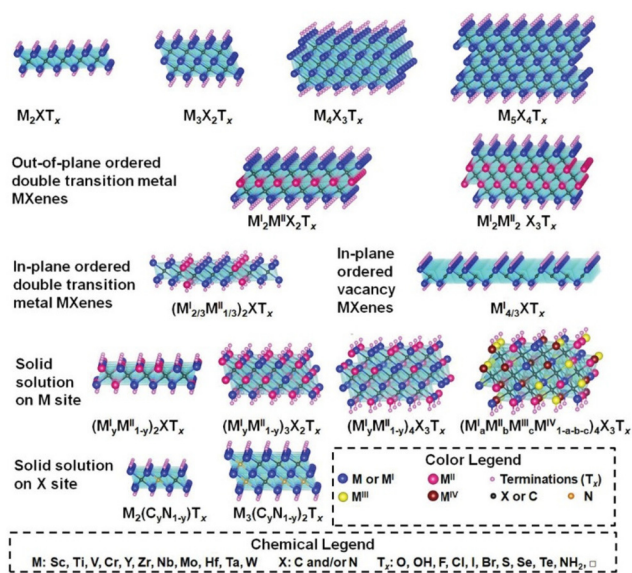 M₂XTₓ M₃X₂Tₓ M₄X₃Tₓ M₅X₄Tₓ
Out-of-plane ordered
double transition metal
MXenes
Mᴵ₂MᴵᴵX₂Tₓ Mᴵ₂Mᴵᴵ₂ X₃Tₓ
In-plane ordered
double transition
metal MXenes
(Mᴵ₂/₃Mᴵᴵ₁/₃)₂XTₓ
In-plane
ordered
vacancy
MXenes
Mᴵ₄/₃XTₓ
Solid
solution
on M site
(MᴵyMᴵᴵ₁₋y)₂XTₓ (MᴵyMᴵᴵ₁₋y)₃X₂Tₓ (MᴵyMᴵᴵ₁₋y)₄X₃Tₓ (MᴵₐMᴵᴵbMᴵᴵᴵcMᴵⱽ₁₋ₐ₋b₋c)₄X₃Tₓ
Solid solution
on X site
M₂(CyN₁₋y)Tₓ M₃(CyN₁₋y)₂Tₓ
Color Legend
M or Mᴵ Mᴵᴵ Terminations (Tₓ)
Mᴵᴵᴵ Mᴵⱽ X or C N
Chemical Legend
M: Sc, Ti, V, Cr, Y, Zr, Nb, Mo, Hf, Ta, W X: C and/or N Tₓ: O, OH, F, Cl, I, Br, S, Se, Te, NH₂, □